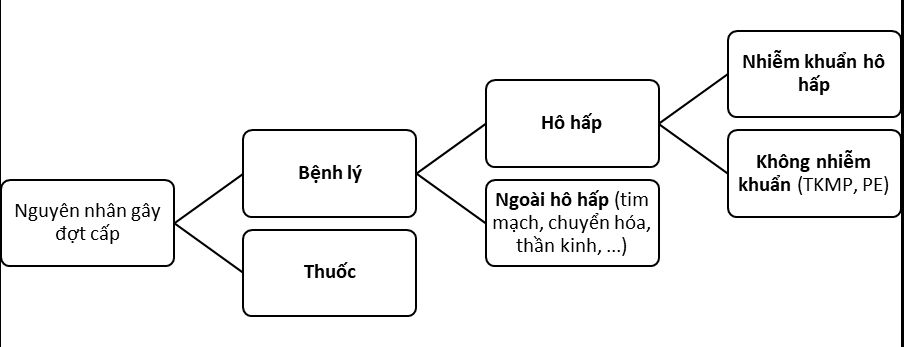 Nguyên nhân gây
đợt cấp
Bệnh lý
Thuốc
Hô hấp
Ngoài hô hấp (tim
mạch, chuyển hóa,
thần kinh, ...)
Nhiễm khuẩn hô
hấp
Không nhiễm
khuẩn (TKMP, PE)